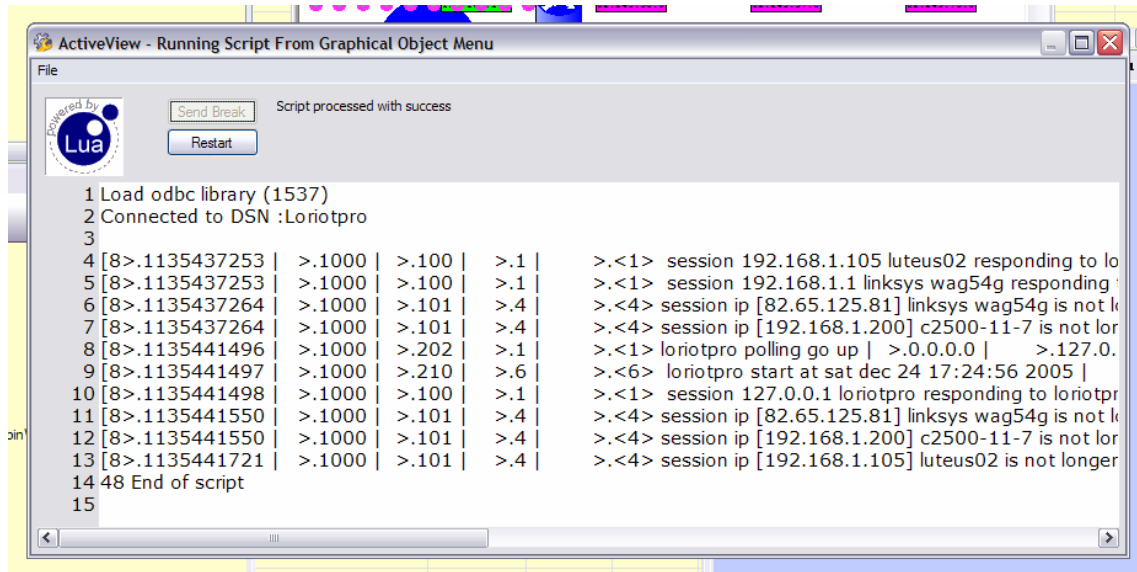 ActiveView - Running Script From Graphical Object Menu
File
powered by
Lua
Send Break
Script processed with success
Restart
1 Load odbc library (1537)
2 Connected to DSN :Loriotpro
3
4 [8>.1135437253 | >.1000 | >.100 | >.1 | >.<1> session 192.168.1.105 luteus02 responding to lo
5 [8>.1135437253 | >.1000 | >.100 | >.1 | >.<1> session 192.168.1.1 linksys wag54g responding
6 [8>.1135437264 | >.1000 | >.101 | >.4 | >.<4> session ip [82.65.125.81] linksys wag54g is not
7 [8>.1135437264 | >.1000 | >.101 | >.4 | >.<4> session ip [192.168.1.200] c2500-11-7 is not lor
8 [8>.1135441496 | >.1000 | >.202 | >.1 | >.<1> loriotpro polling go up | >.0.0.0.0 | >.127.0.
9 [8>.1135441497 | >.1000 | >.210 | >.6 | >.<6> loriotpro start at sat dec 24 17:24:56 2005 |
10 [8>.1135441498 | >.1000 | >.100 | >.1 | >.<1> session 127.0.0.1 loriotpro responding to loriotpr
11 [8>.1135441550 | >.1000 | >.101 | >.4 | >.<4> session ip [82.65.125.81] linksys wag54g is not
12 [8>.1135441550 | >.1000 | >.101 | >.4 | >.<4> session ip [192.168.1.200] c2500-11-7 is not lor
13 [8>.1135441721 | >.1000 | >.101 | >.4 | >.<4> session ip [192.168.1.105] luteus02 is not longer
14 48 End of script
15